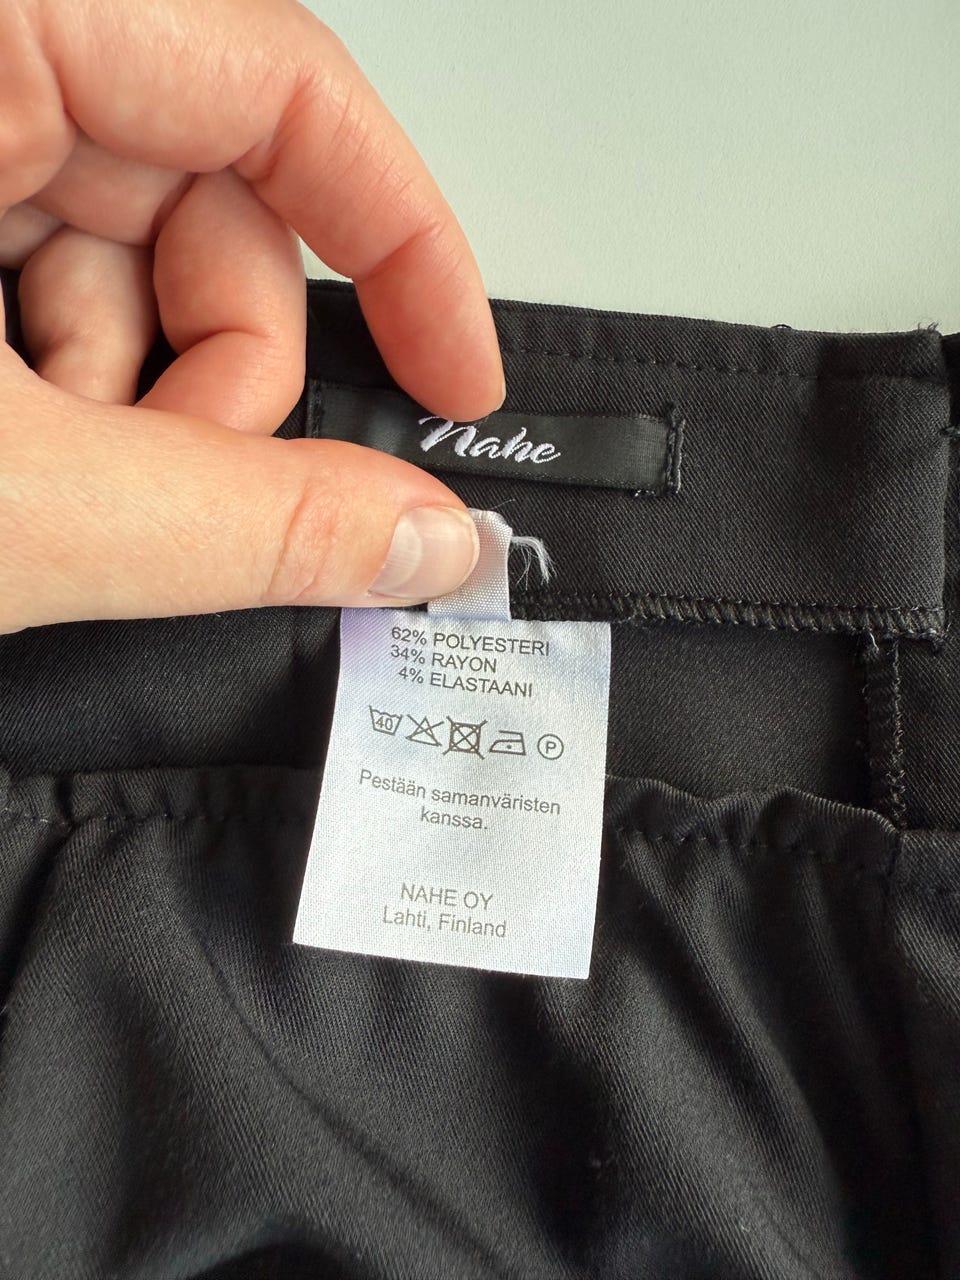 Nahe
62% POLYESTERI
34% RAYON
4% ELASTAANI
40 P
Pestään samanväristen
kanssa.
NAHE OY
Lahti, Finland